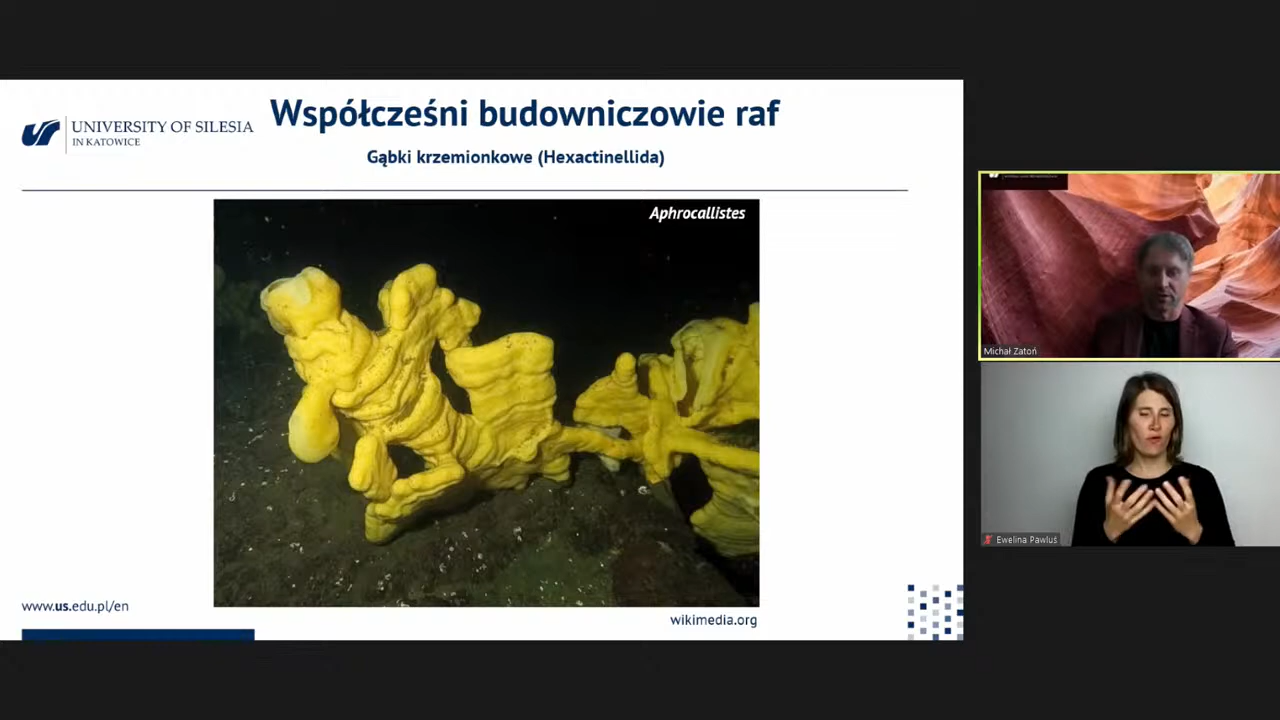 UNIVERSITY OF SILESIA
IN KATOWICE
Współcześni budowniczowie raf
Gąbki krzemionkowe (Hexactinellida)
Aphrocallistes
www.us.edu.pl/en
wikimedia.org
Michał Zatoń
Ewelina Pawluś